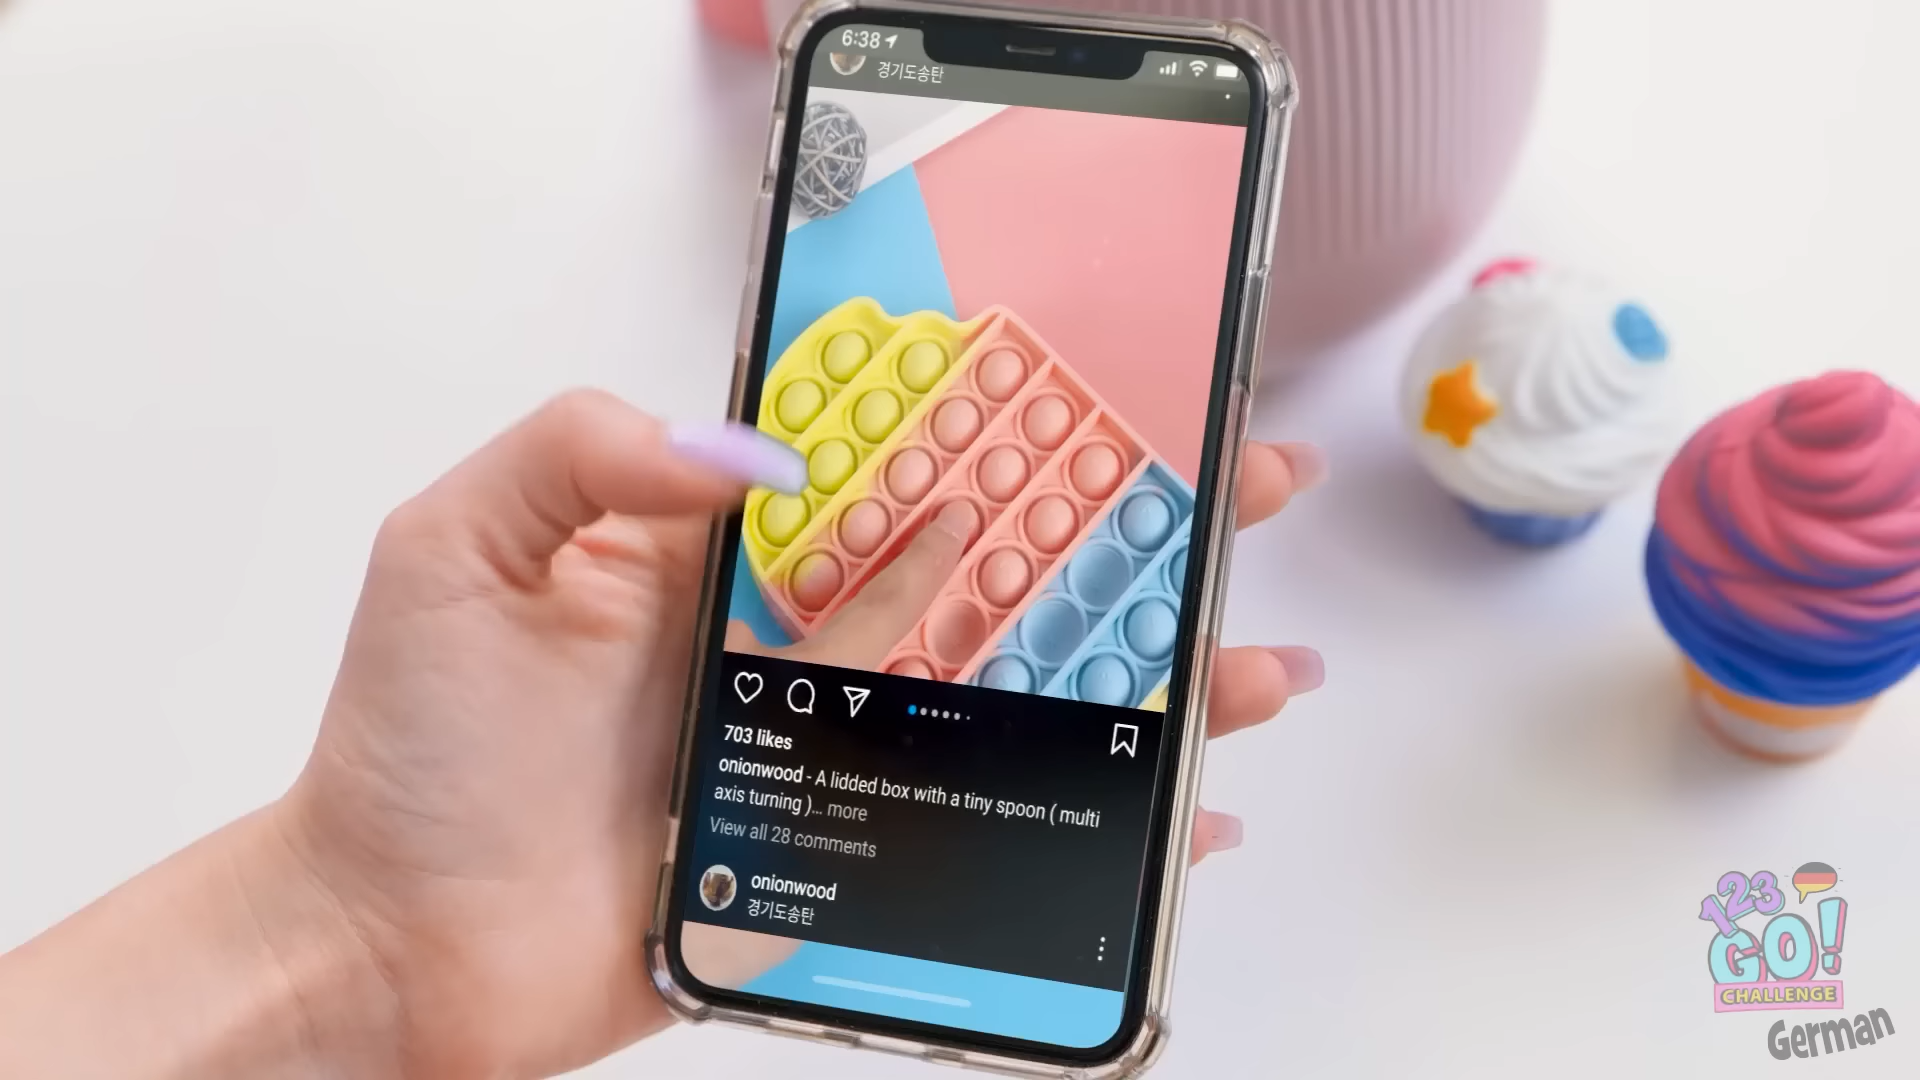 6:38
경기도송탄
703 likes
onionwood - A lidded box with a tiny spoon ( multi
axis turning )... more
View all 28 comments
onionwood
경기도송탄
123
GO!
CHALLENGE
German